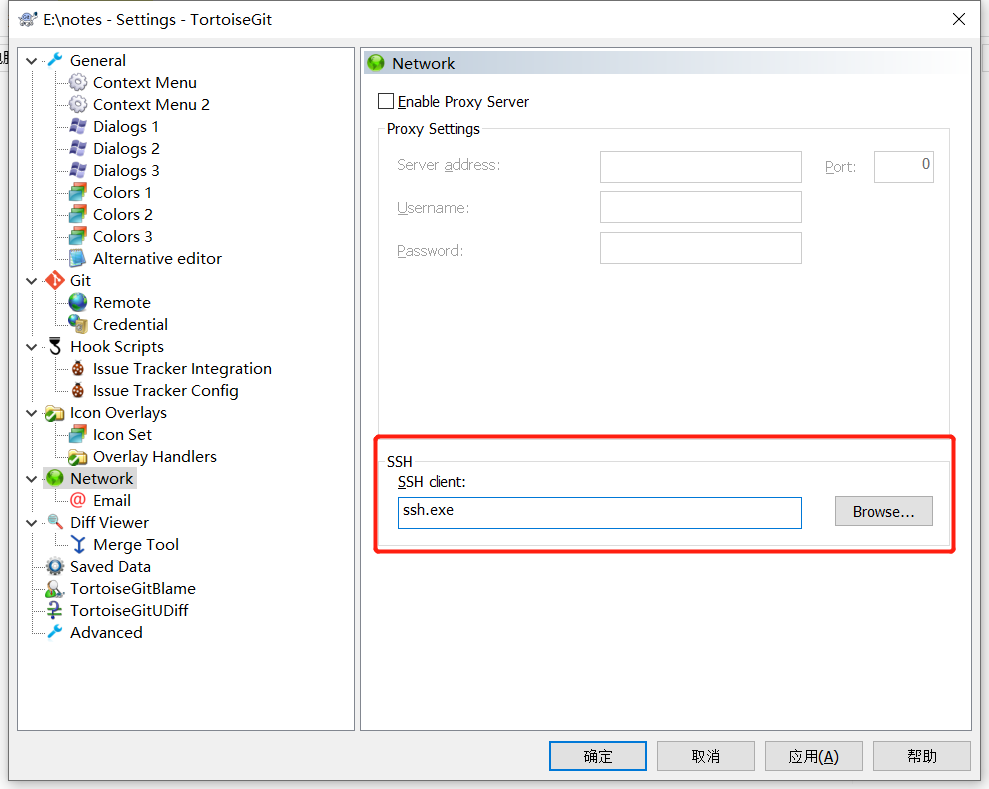 E:\notes - Settings - TortoiseGit
General
Context Menu
Context Menu 2
Dialogs 1
Dialogs 2
Dialogs 3
Colors 1
Colors 2
Colors 3
Alternative editor
Git
Remote
Credential
Hook Scripts
Issue Tracker Integration
Issue Tracker Config
Icon Overlays
Icon Set
Overlay Handlers
Network
Email
Diff Viewer
Merge Tool
Saved Data
TortoiseGitBlame
TortoiseGitUDiff
Advanced
Network
Enable Proxy Server
Proxy Settings
Server address:
Port: 0
Username:
Password:
SSH
SSH client:
ssh.exe
Browse...
确定
取消
应用(A)
帮助